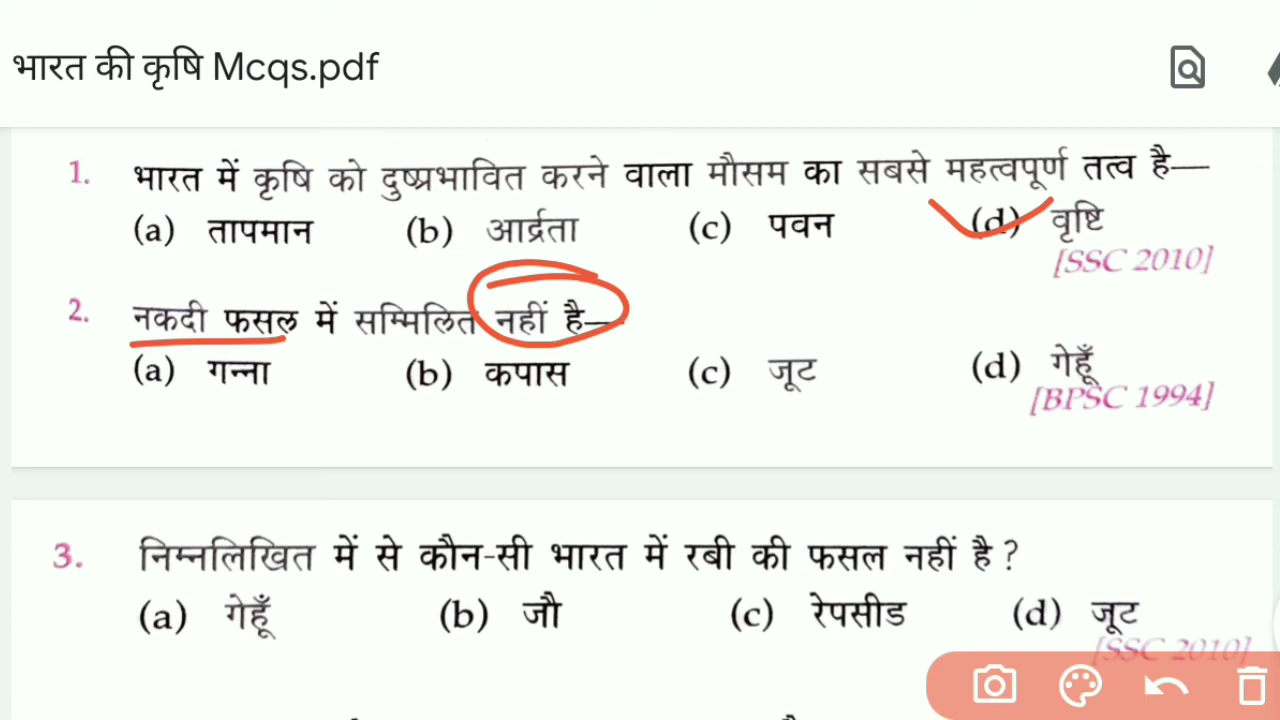 भारत की कृषि Mcqs.pdf
1. भारत में कृषि को दुष्प्रभावित करने वाला मौसम का सबसे महत्वपूर्ण तत्व है—
(a) तापमान (b) आर्द्रता (c) पवन (d) वृष्टि
[SSC 2010]
2. नकदी फसल में सम्मिलित नहीं है—
(a) गन्ना (b) कपास (c) जूट (d) गेहूँ
[BPSC 1994]
3. निम्नलिखित में से कौन-सी भारत में रबी की फसल नहीं है ?
(a) गेहूँ (b) जौ (c) रेपसीड (d) जूट
[SSC 2010]